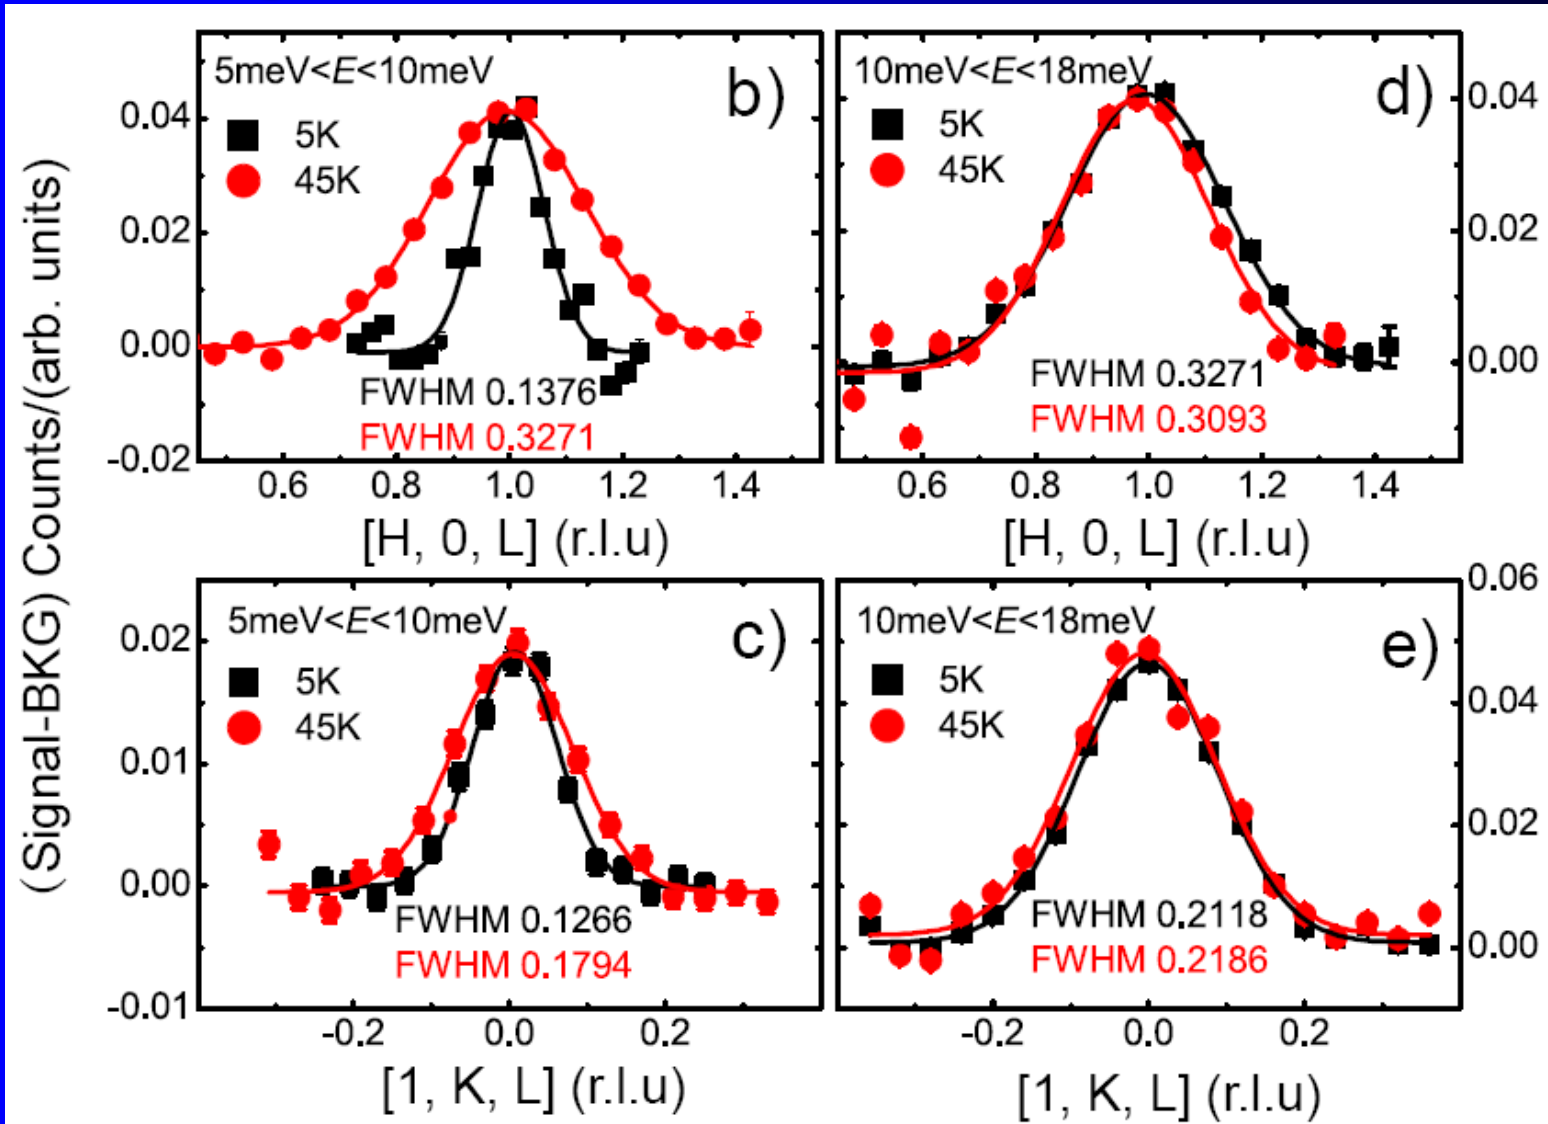 (Signal-BKG) Counts/(arb. units)
5meV<E<10meV
b)
5K
45K
0.04
0.02
0.00
-0.02
FWHM 0.1376
FWHM 0.3271
0.6 0.8 1.0 1.2 1.4
[H, 0, L] (r.l.u)
10meV<E<18meV
d)
5K
45K
0.04
0.02
0.00
FWHM 0.3271
FWHM 0.3093
0.6 0.8 1.0 1.2 1.4
[H, 0, L] (r.l.u)
5meV<E<10meV
c)
5K
45K
0.02
0.01
0.00
-0.01
FWHM 0.1266
FWHM 0.1794
-0.2 0.0 0.2
[1, K, L] (r.l.u)
10meV<E<18meV
e)
5K
45K
0.06
0.04
0.02
0.00
FWHM 0.2118
FWHM 0.2186
-0.2 0.0 0.2
[1, K, L] (r.l.u)